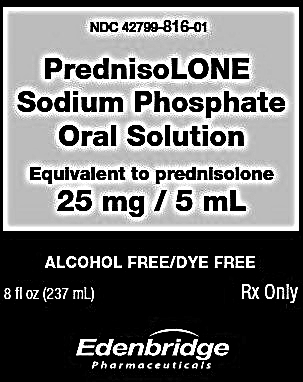 NDC 42799-816-01
PrednisoLONE
Sodium Phosphate
Oral Solution
Equivalent to prednisolone
25 mg / 5 mL
ALCOHOL FREE/DYE FREE
8 fl oz (237 mL) Rx Only
Edenbridge
Pharmaceuticals